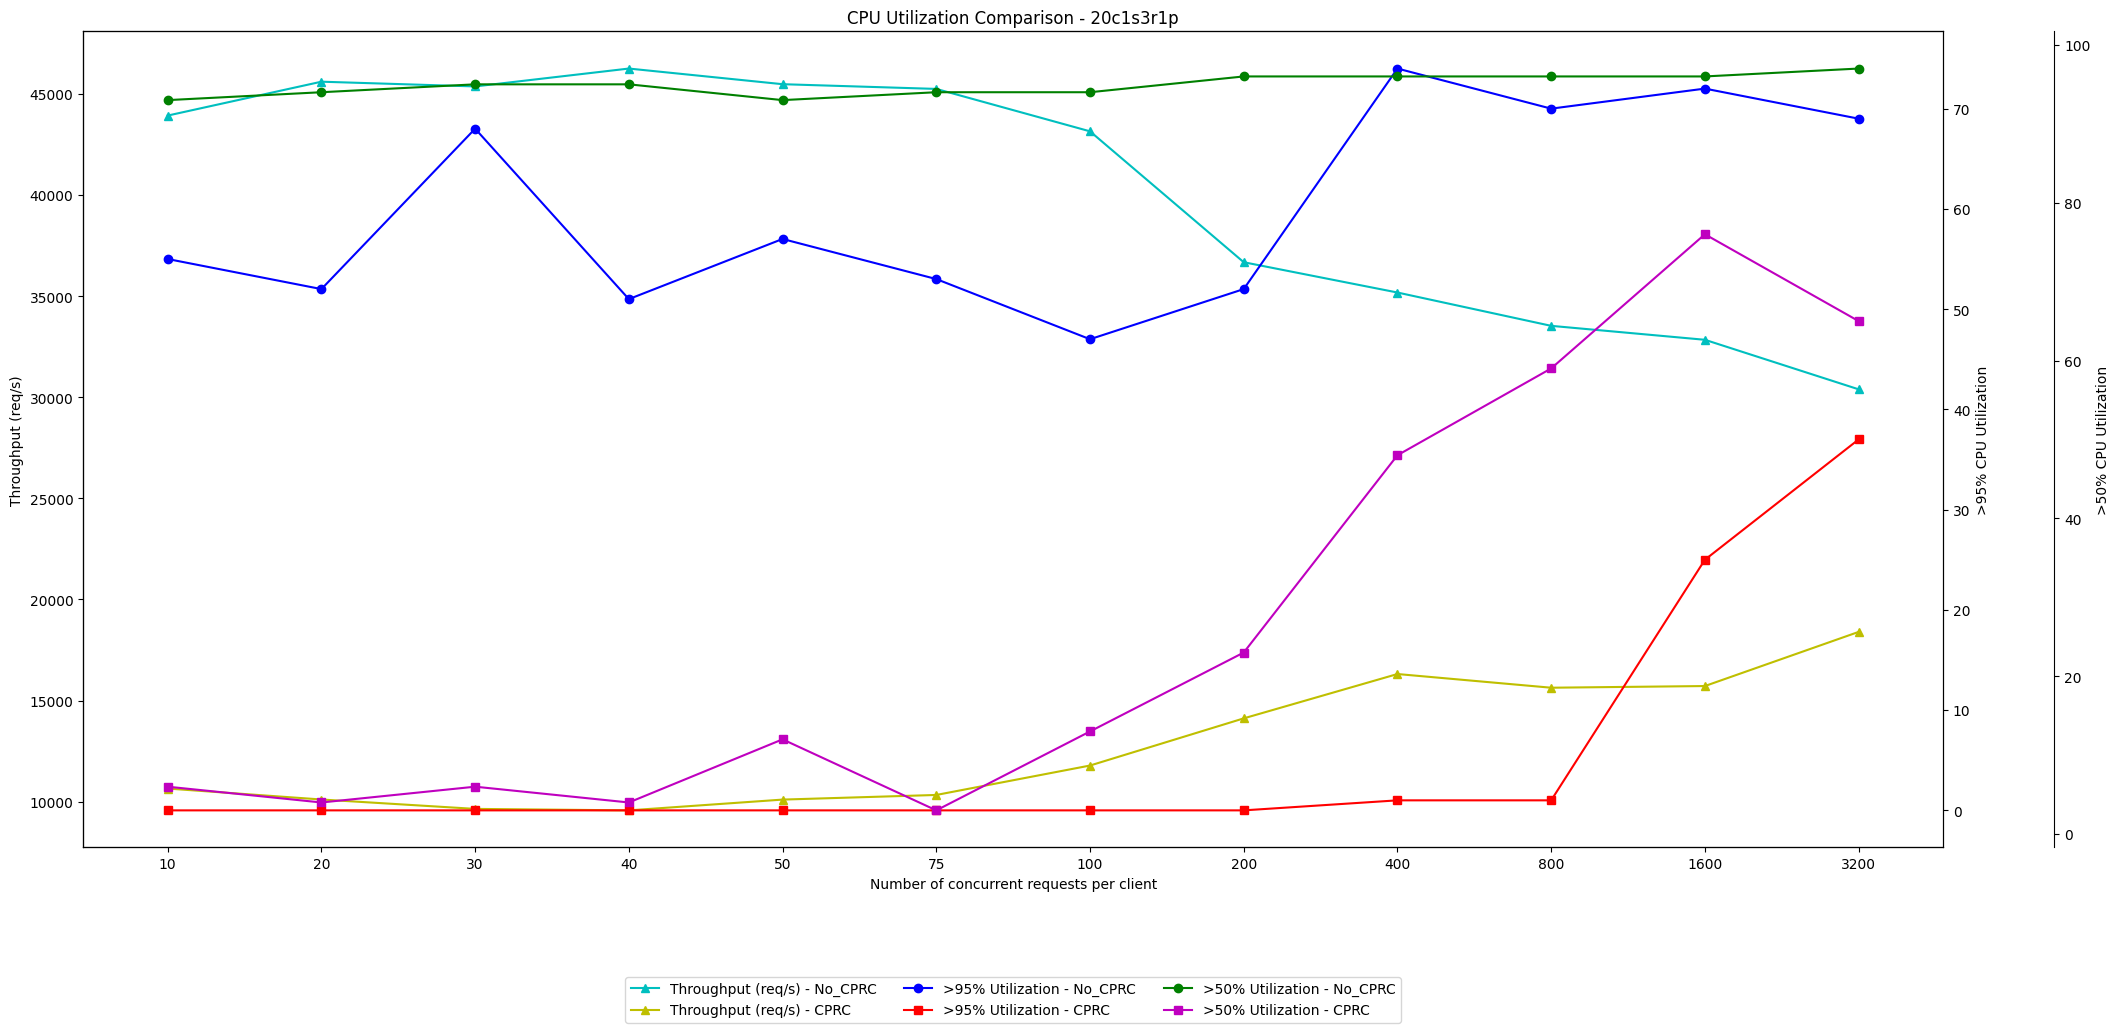 CPU Utilization Comparison - 20c1s3r1p
Throughput (req/s)
45000
40000
35000
30000
25000
20000
15000
10000
10 20 30 40 50 75 100 200 400 800 1600 3200
Number of concurrent requests per client
70
60
50
40
30
20
10
0
>95% CPU Utilization
100
80
60
40
20
0
>50% CPU Utilization
Throughput (req/s) - No_CPRC
Throughput (req/s) - CPRC
>95% Utilization - No_CPRC
>95% Utilization - CPRC
>50% Utilization - No_CPRC
>50% Utilization - CPRC